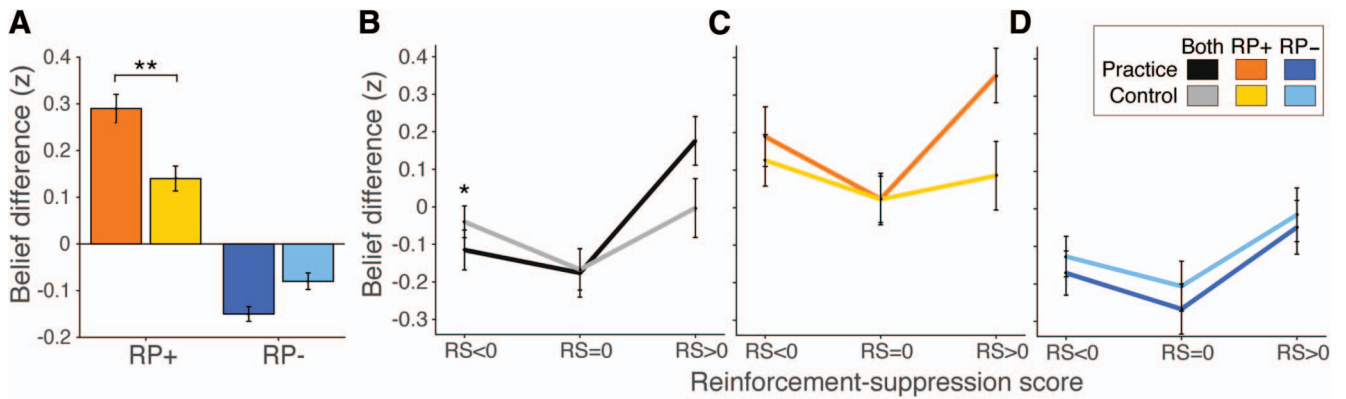 A
B
C
D
Both RP+ RP−
Practice
Control
Belief difference (z)
0.4
0.3
0.2
0.1
0
-0.1
-0.2
**
RP+ RP-
Belief difference (z)
0.4
0.3
0.2
0.1
0
-0.1
-0.2
-0.3
*
RS<0 RS=0 RS>0
RS<0 RS=0 RS>0
RS<0 RS=0 RS>0
Reinforcement-suppression score